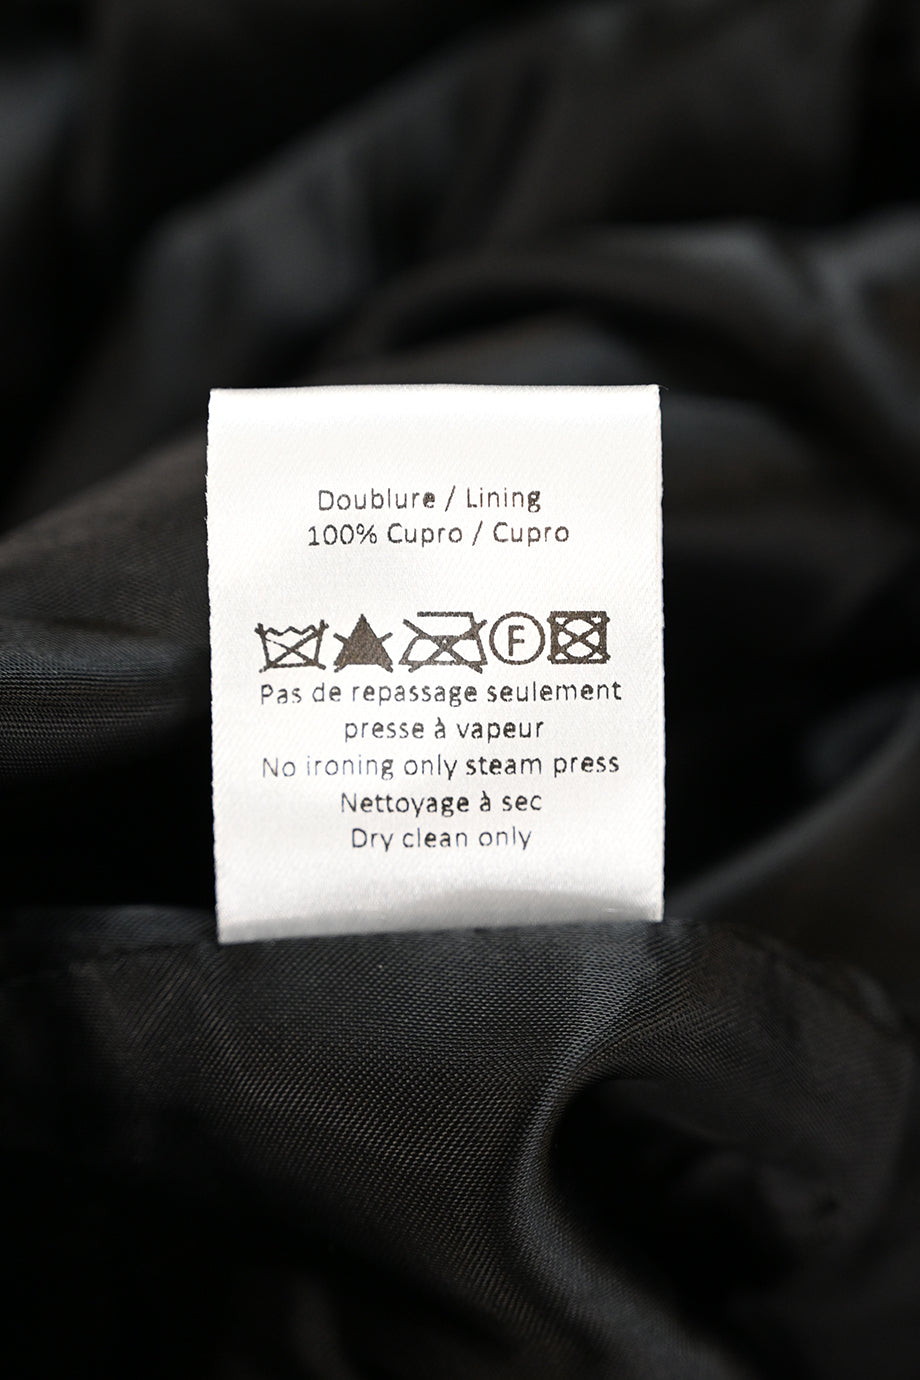 Doublure / Lining
100% Cupro / Cupro
F
Pas de repassage seulement
presse à vapeur
No ironing only steam press
Nettoyage à sec
Dry clean only